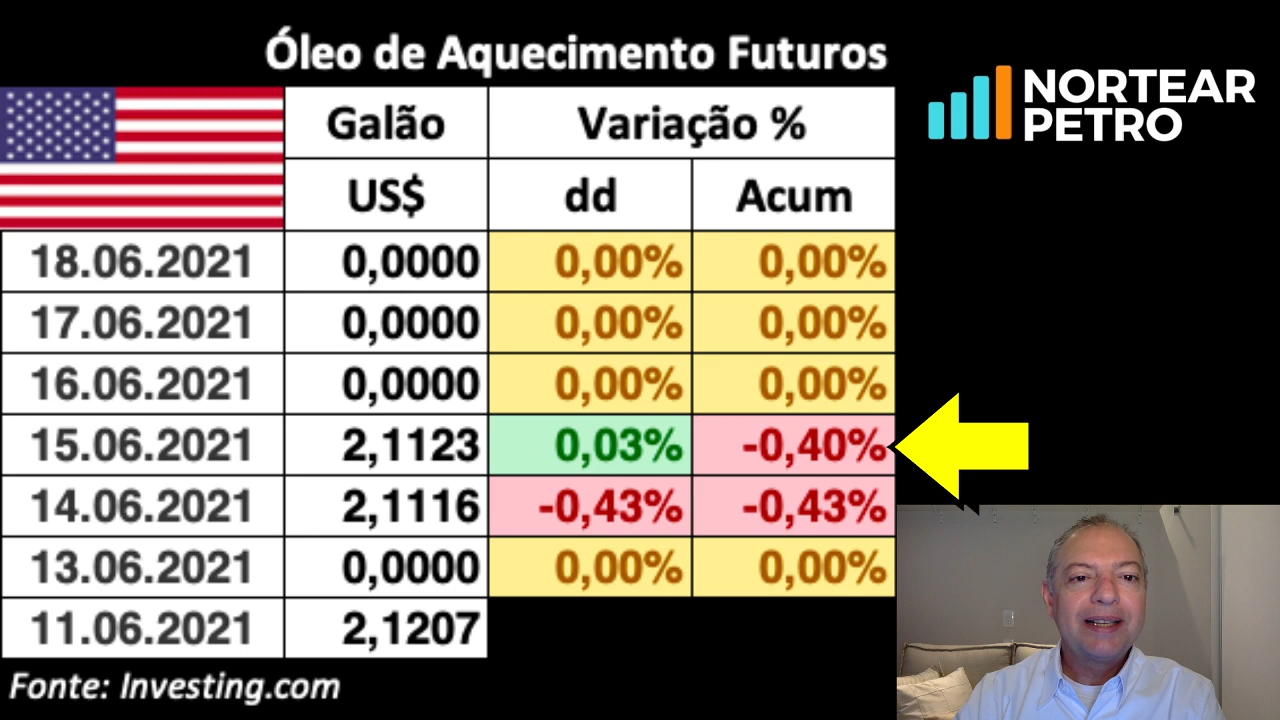 Óleo de Aquecimento Futuros
NORTEAR
PETRO
Galão Variação %
US$ dd Acum
18.06.2021 0,0000 0,00% 0,00%
17.06.2021 0,0000 0,00% 0,00%
16.06.2021 0,0000 0,00% 0,00%
15.06.2021 2,1123 0,03% -0,40%
14.06.2021 2,1116 -0,43% -0,43%
13.06.2021 0,0000 0,00% 0,00%
11.06.2021 2,1207
Fonte: Investing.com